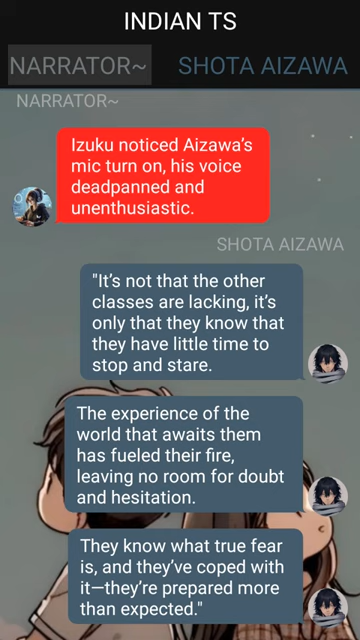 INDIAN TS
NARRATOR~ SHOTA AIZAWA
NARRATOR~
Izuku noticed Aizawa’s
mic turn on, his voice
deadpanned and
unenthusiastic.
SHOTA AIZAWA
"It’s not that the other
classes are lacking, it’s
only that they know that
they have little time to
stop and stare.
The experience of the
world that awaits them
has fueled their fire,
leaving no room for doubt
and hesitation.
They know what true fear
is, and they’ve coped with
it—they’re prepared more
than expected."